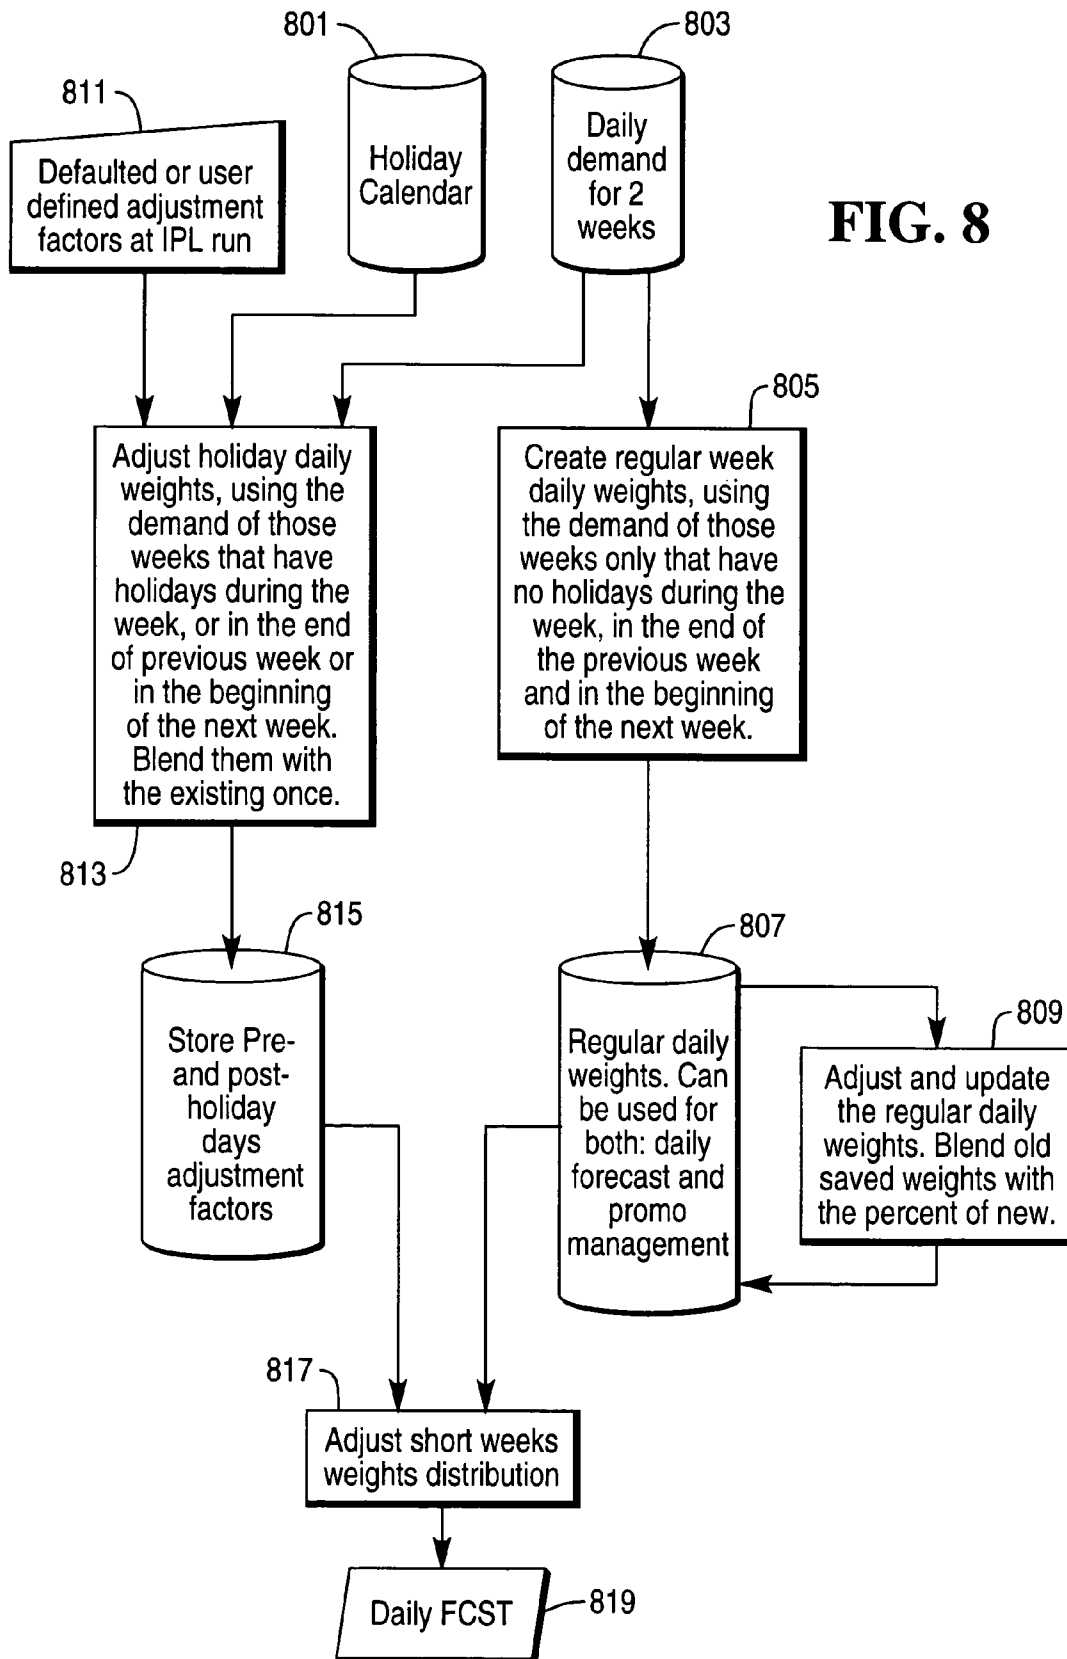 801
803
811
Defaulted or user
defined adjustment
factors at IPL run
Holiday
Calendar
Daily
demand
for 2
weeks
FIG. 8
805
Adjust holiday daily
weights, using the
demand of those
weeks that have
holidays during the
week, or in the end
of previous week or
in the beginning
of the next week.
Blend them with
the existing once.
813
Create regular week
daily weights, using
the demand of those
weeks only that have
no holidays during the
week, in the end of
the previous week
and in the beginning
of the next week.
815
Store Pre-
and post-
holiday
days
adjustment
factors
807
Regular daily
weights. Can
be used for
both: daily
forecast and
promo
management
809
Adjust and update
the regular daily
weights. Blend old
saved weights with
the percent of new.
817
Adjust short weeks
weights distribution
Daily FCST
819